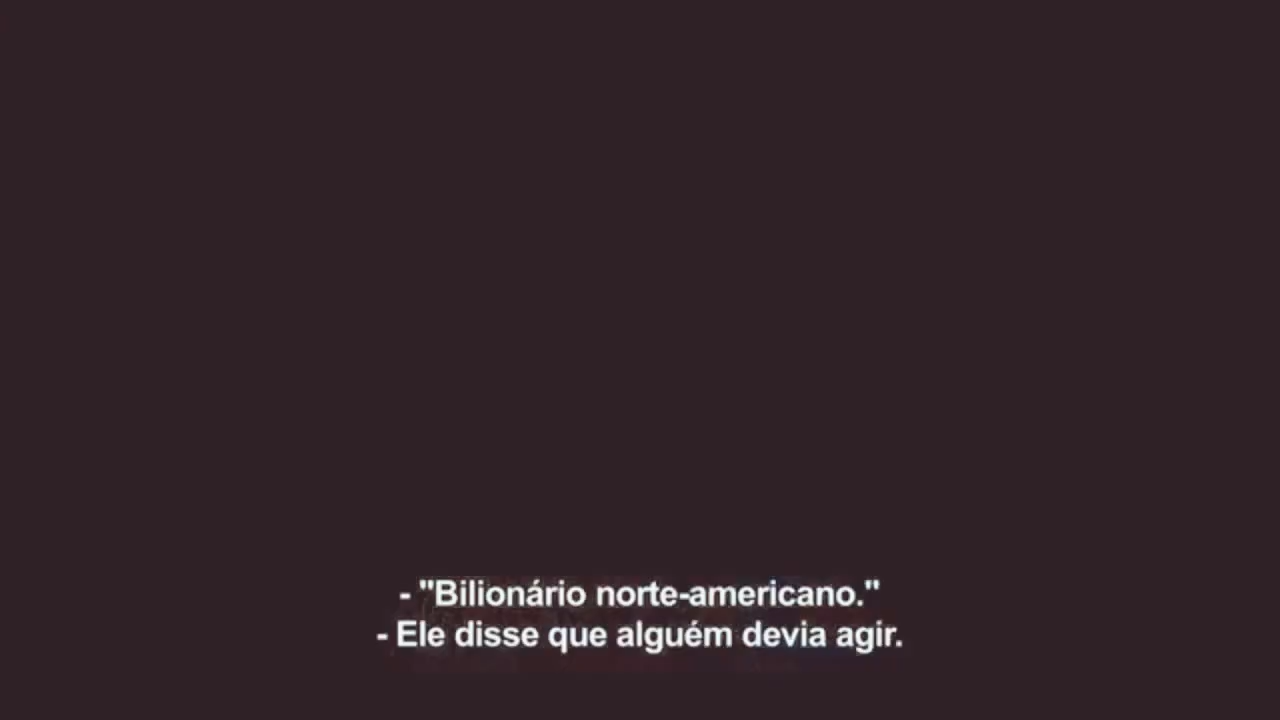 - "Bilionário norte-americano."
- Ele disse que alguém devia agir.